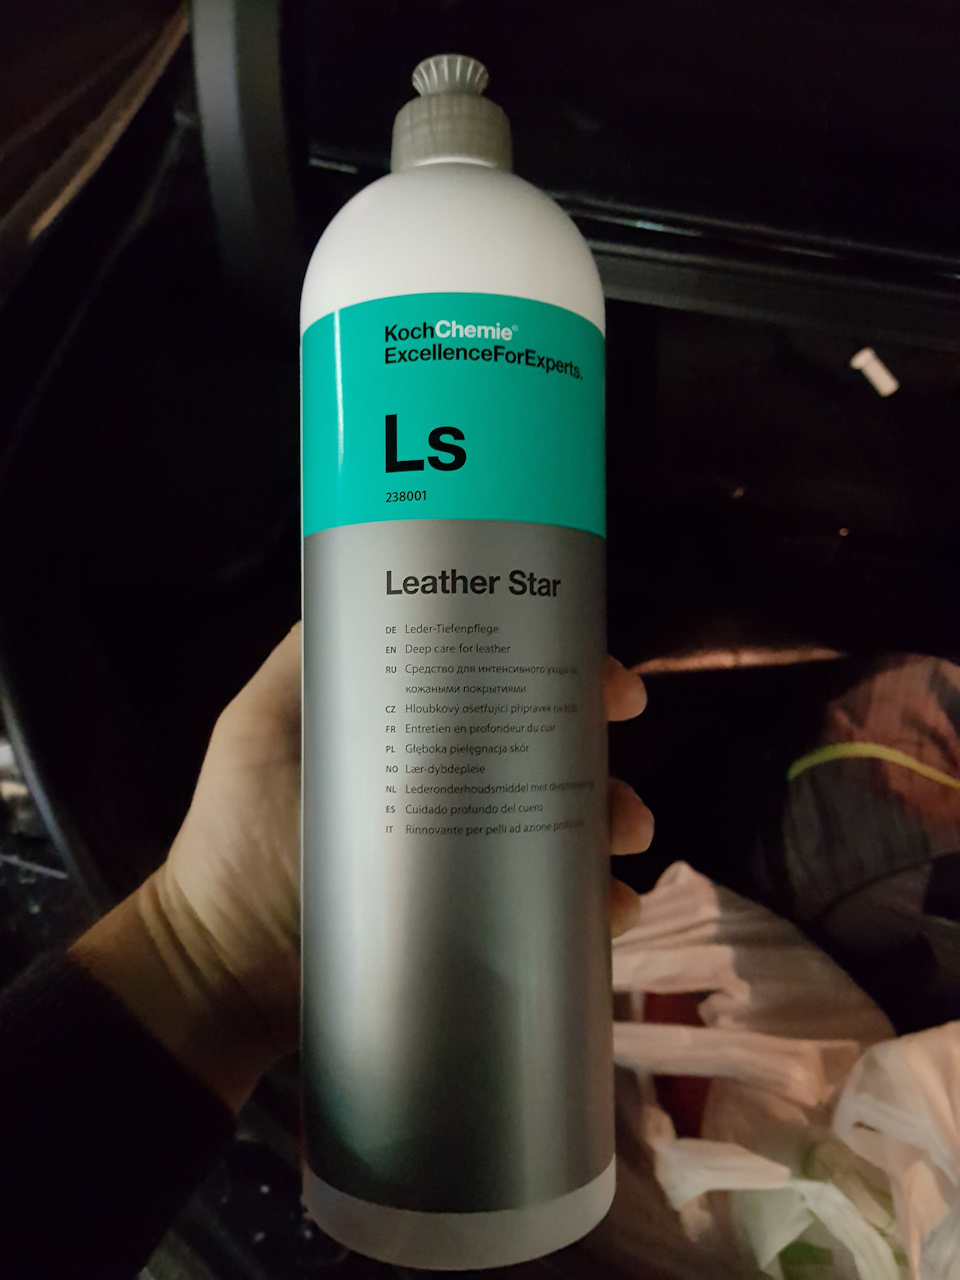 KochChemie®
ExcellenceForExperts.
Ls
238001
Leather Star
DE Leder-Tiefenpflege
EN Deep care for leather
RU Средство для интенсивного ухода за
кожаными покрытиями
CZ Hloubkový ošetřující přípravek na kůži
FR Entretien en profondeur du cuir
PL Głęboka pielęgnacja skór
NO Lær-dybdepleie
NL Lederonderhoudsmiddel met
ES Cuidado profundo del cuero
IT Rinnovante per pelli ad azione profonda